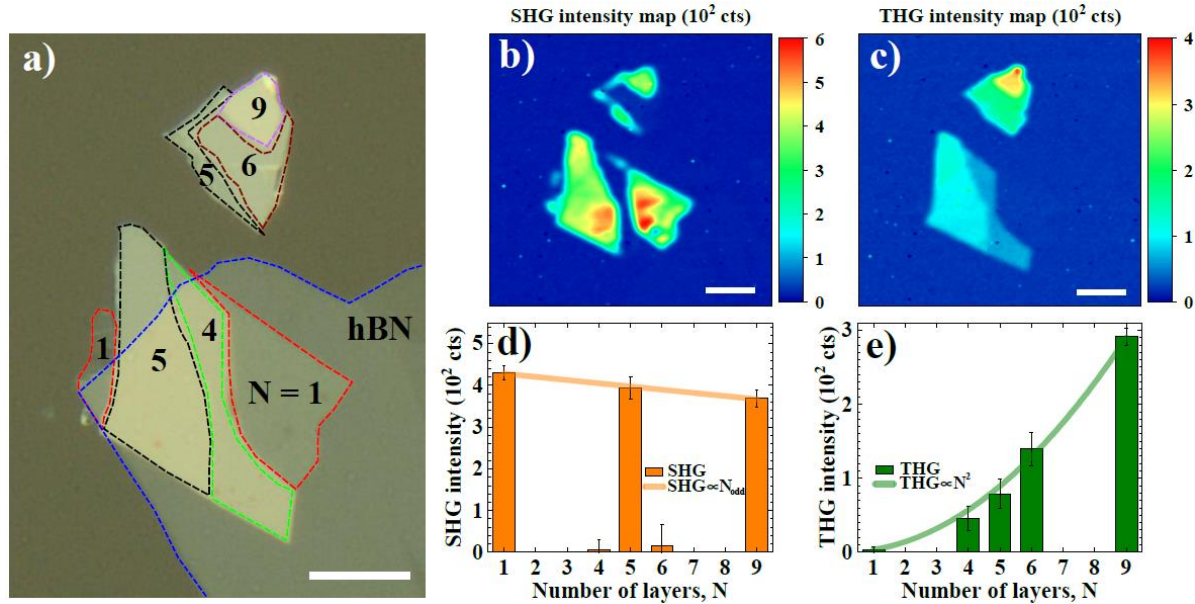 SHG intensity map (10² cts)
THG intensity map (10² cts)
a)
9
6
5
1
5
4
hBN
N = 1
b)
6
5
4
3
2
1
0
c)
4
3
2
1
0
d)
SHG intensity (10² cts)
5
4
3
2
1
0
SHG
SHG∝Nodd
1 2 3 4 5 6 7 8 9
Number of layers, N
e)
THG intensity (10² cts)
3
2
1
0
THG
THG∝N²
1 2 3 4 5 6 7 8 9
Number of layers, N